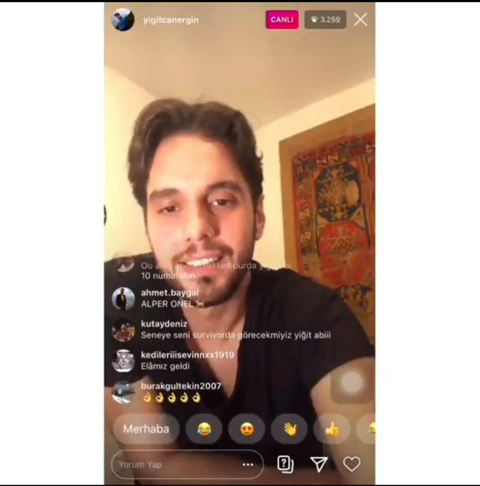 yigitcanergin
CANLI
3.259
10 numarasın
ahmet.baygal
ALPER ONEL
kutaydeniz
Seneye seni survivorda görecekmiyiz yiğit abiii
kedileriiisevinnxx1919
Elâmız geldi
burakgultekin2007
Merhaba
Yorum Yap